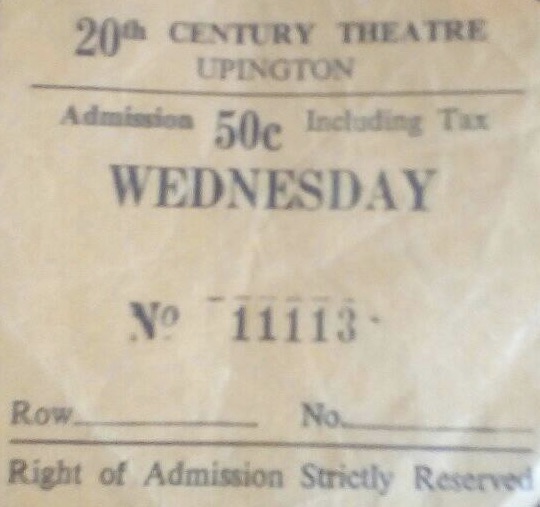 20th CENTURY THEATRE
UPINGTON
Admission 50c Including Tax
WEDNESDAY
No 11113
Row No.
Right of Admission Strictly Reserved